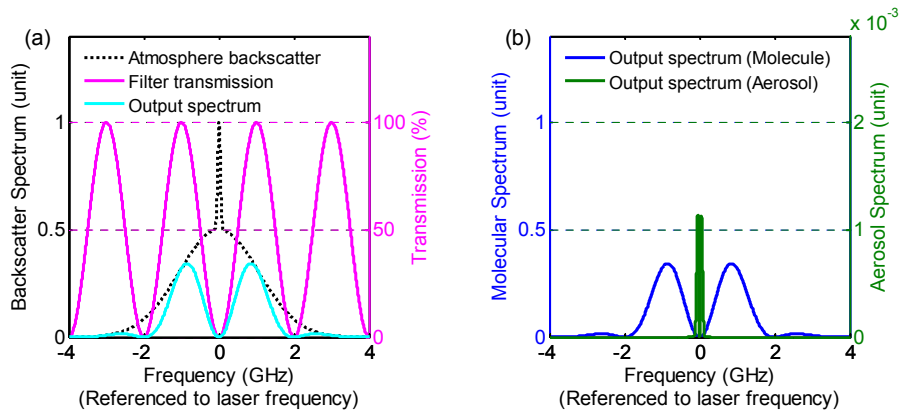 (a)
Atmosphere backscatter
Filter transmission
Output spectrum
Backscatter Spectrum (unit)
1
0.5
0
100
50
0
Transmission (%)
-4 -2 0 2 4
Frequency (GHz)
(Referenced to laser frequency)
(b)
x 10-3
Output spectrum (Molecule)
Output spectrum (Aerosol)
Molecular Spectrum (unit)
1
0.5
0
2
1
0
Aerosol Spectrum (unit)
-4 -2 0 2 4
Frequency (GHz)
(Referenced to laser frequency)